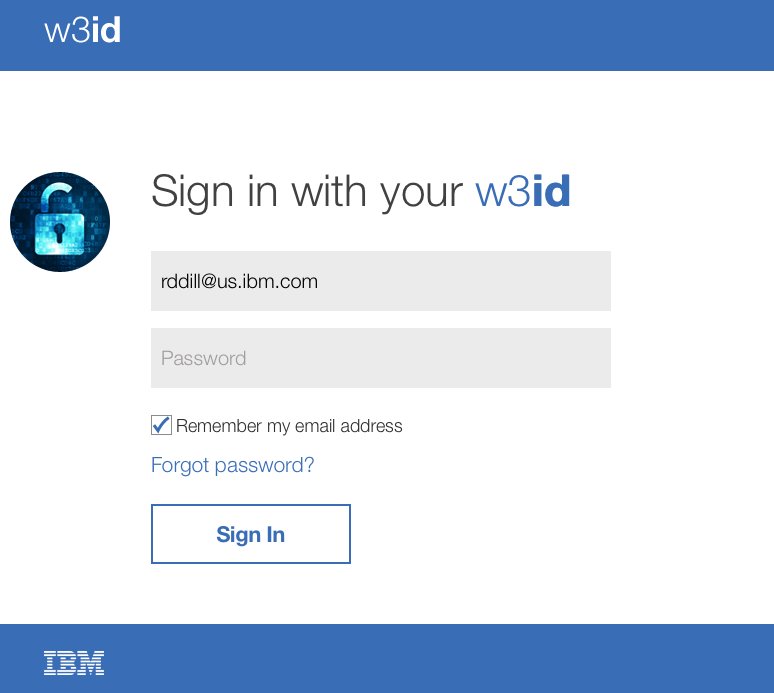 w3id
Sign in with your w3id
rddill@us.ibm.com
Password
Remember my email address
Forgot password?
Sign In
IBM